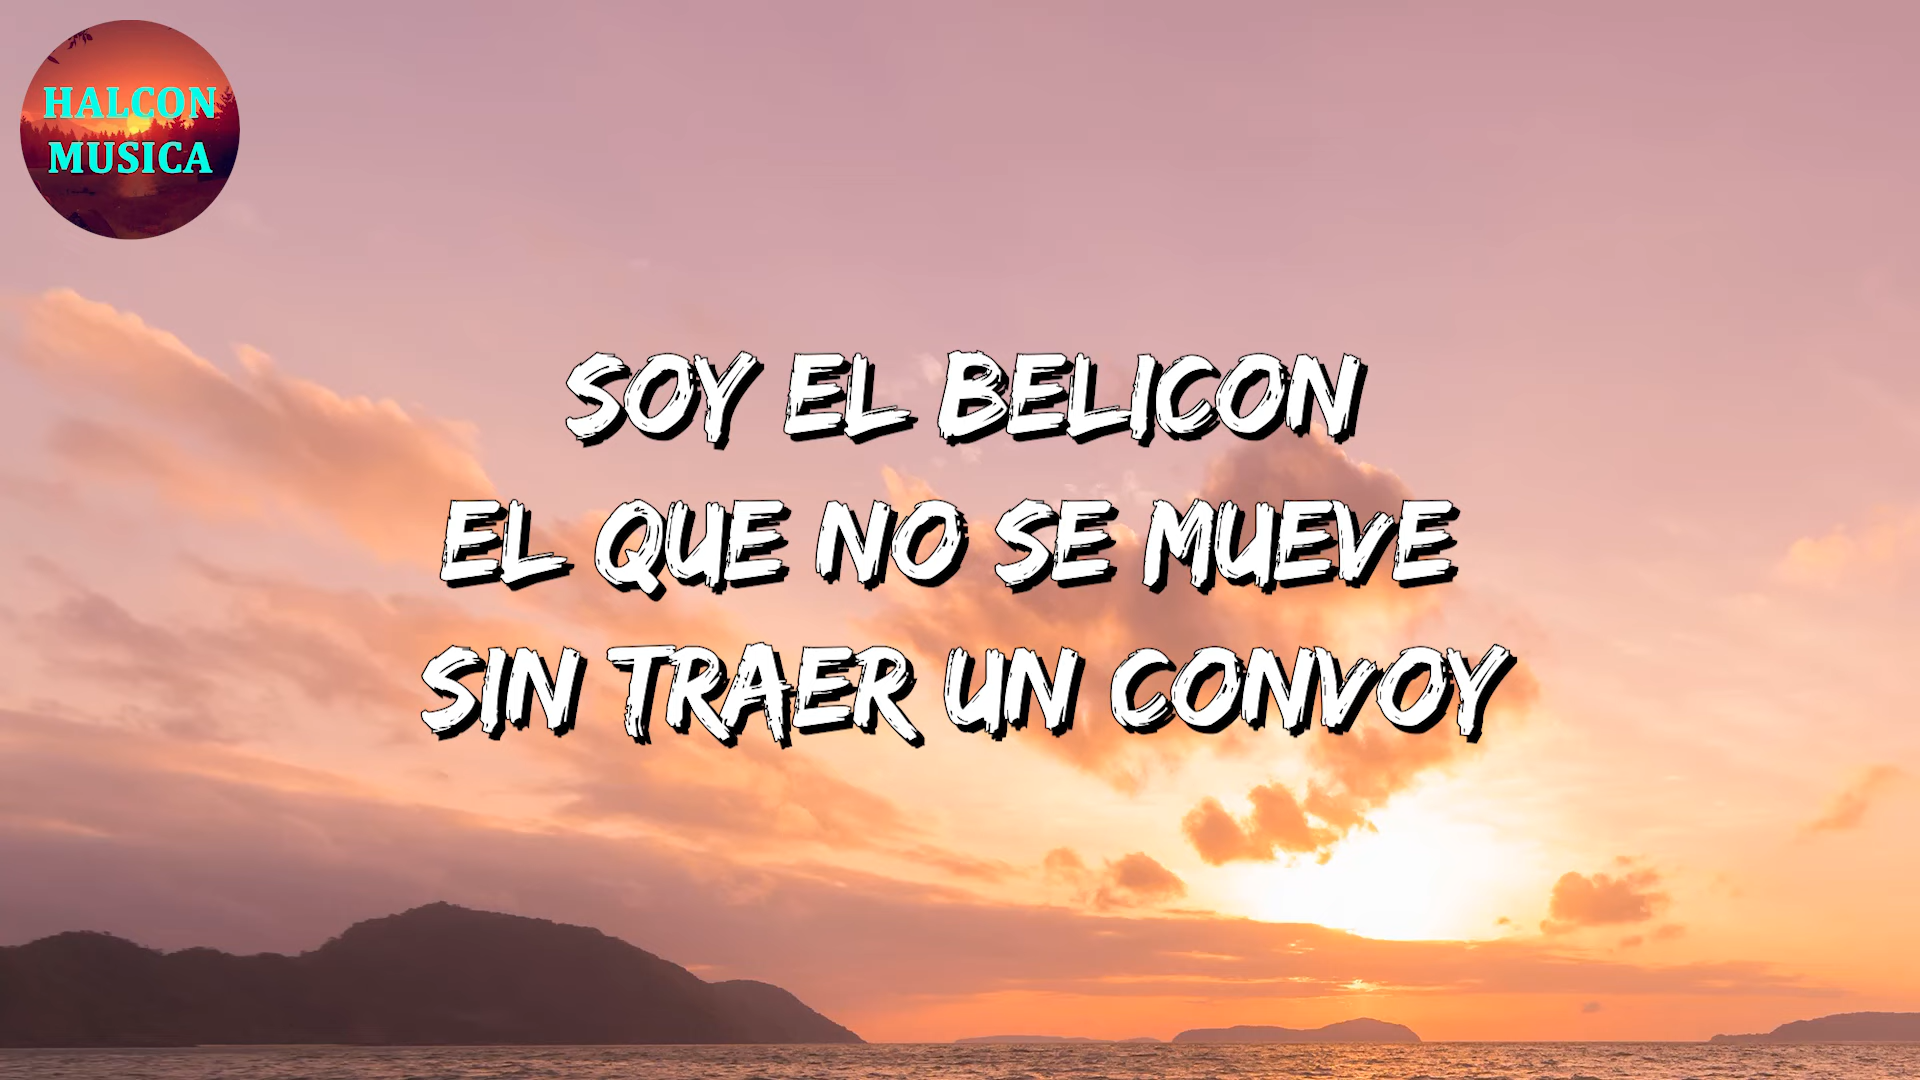 HALCON
MUSICA
SOY EL BELICON
EL QUE NO SE MUEVE
SIN TRAER UN CONVOY